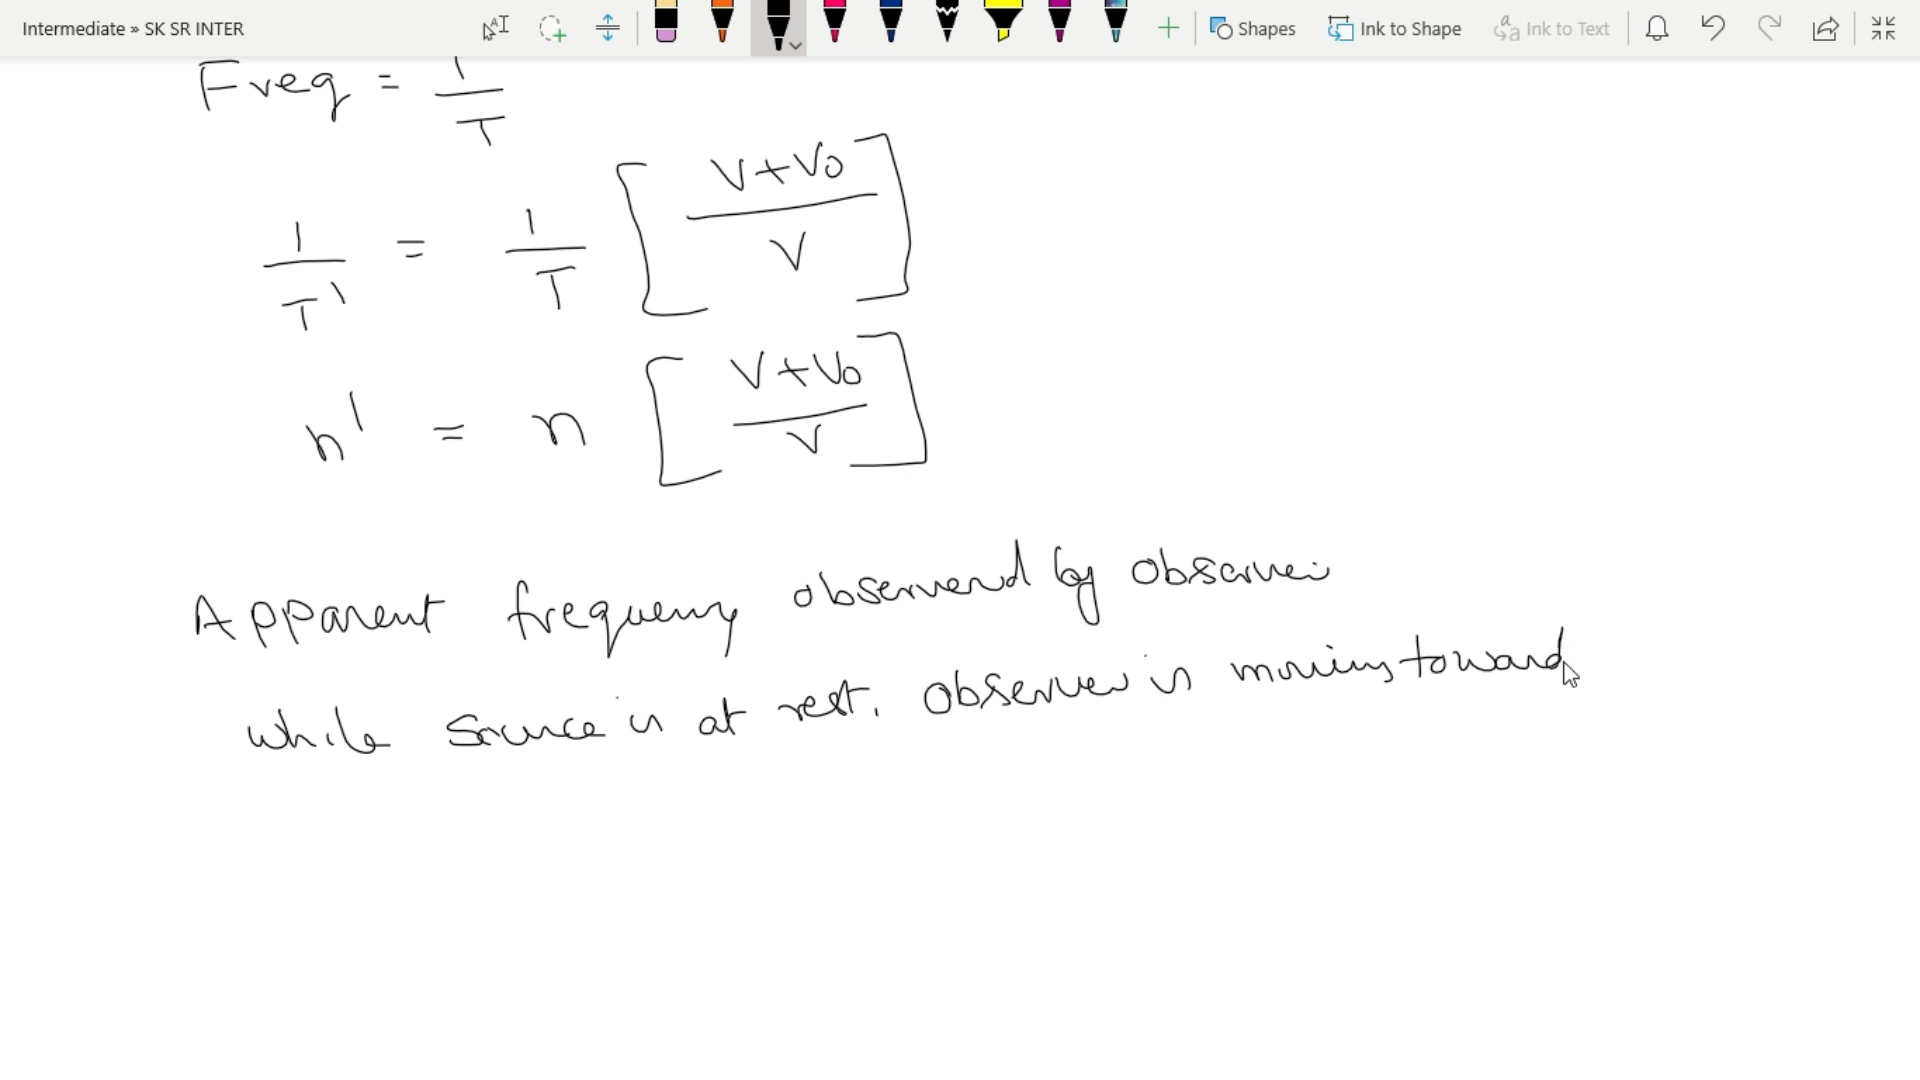 Intermediate » SK SR INTER
Shapes
Ink to Shape
Ink to Text
Freq = 1/T
1/T' = 1/T [V+V0/V]
n' = n [V+V0/V]
Apparent frequency observend by observer
while source is at rest. Observer is moving toward